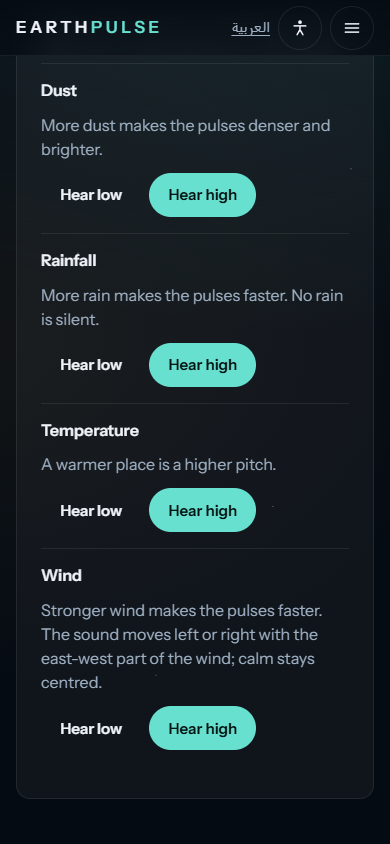 EARTHPULSE العربية
Dust
More dust makes the pulses denser and
brighter.
Hear low Hear high
Rainfall
More rain makes the pulses faster. No rain
is silent.
Hear low Hear high
Temperature
A warmer place is a higher pitch.
Hear low Hear high
Wind
Stronger wind makes the pulses faster.
The sound moves left or right with the
east-west part of the wind; calm stays
centred.
Hear low Hear high